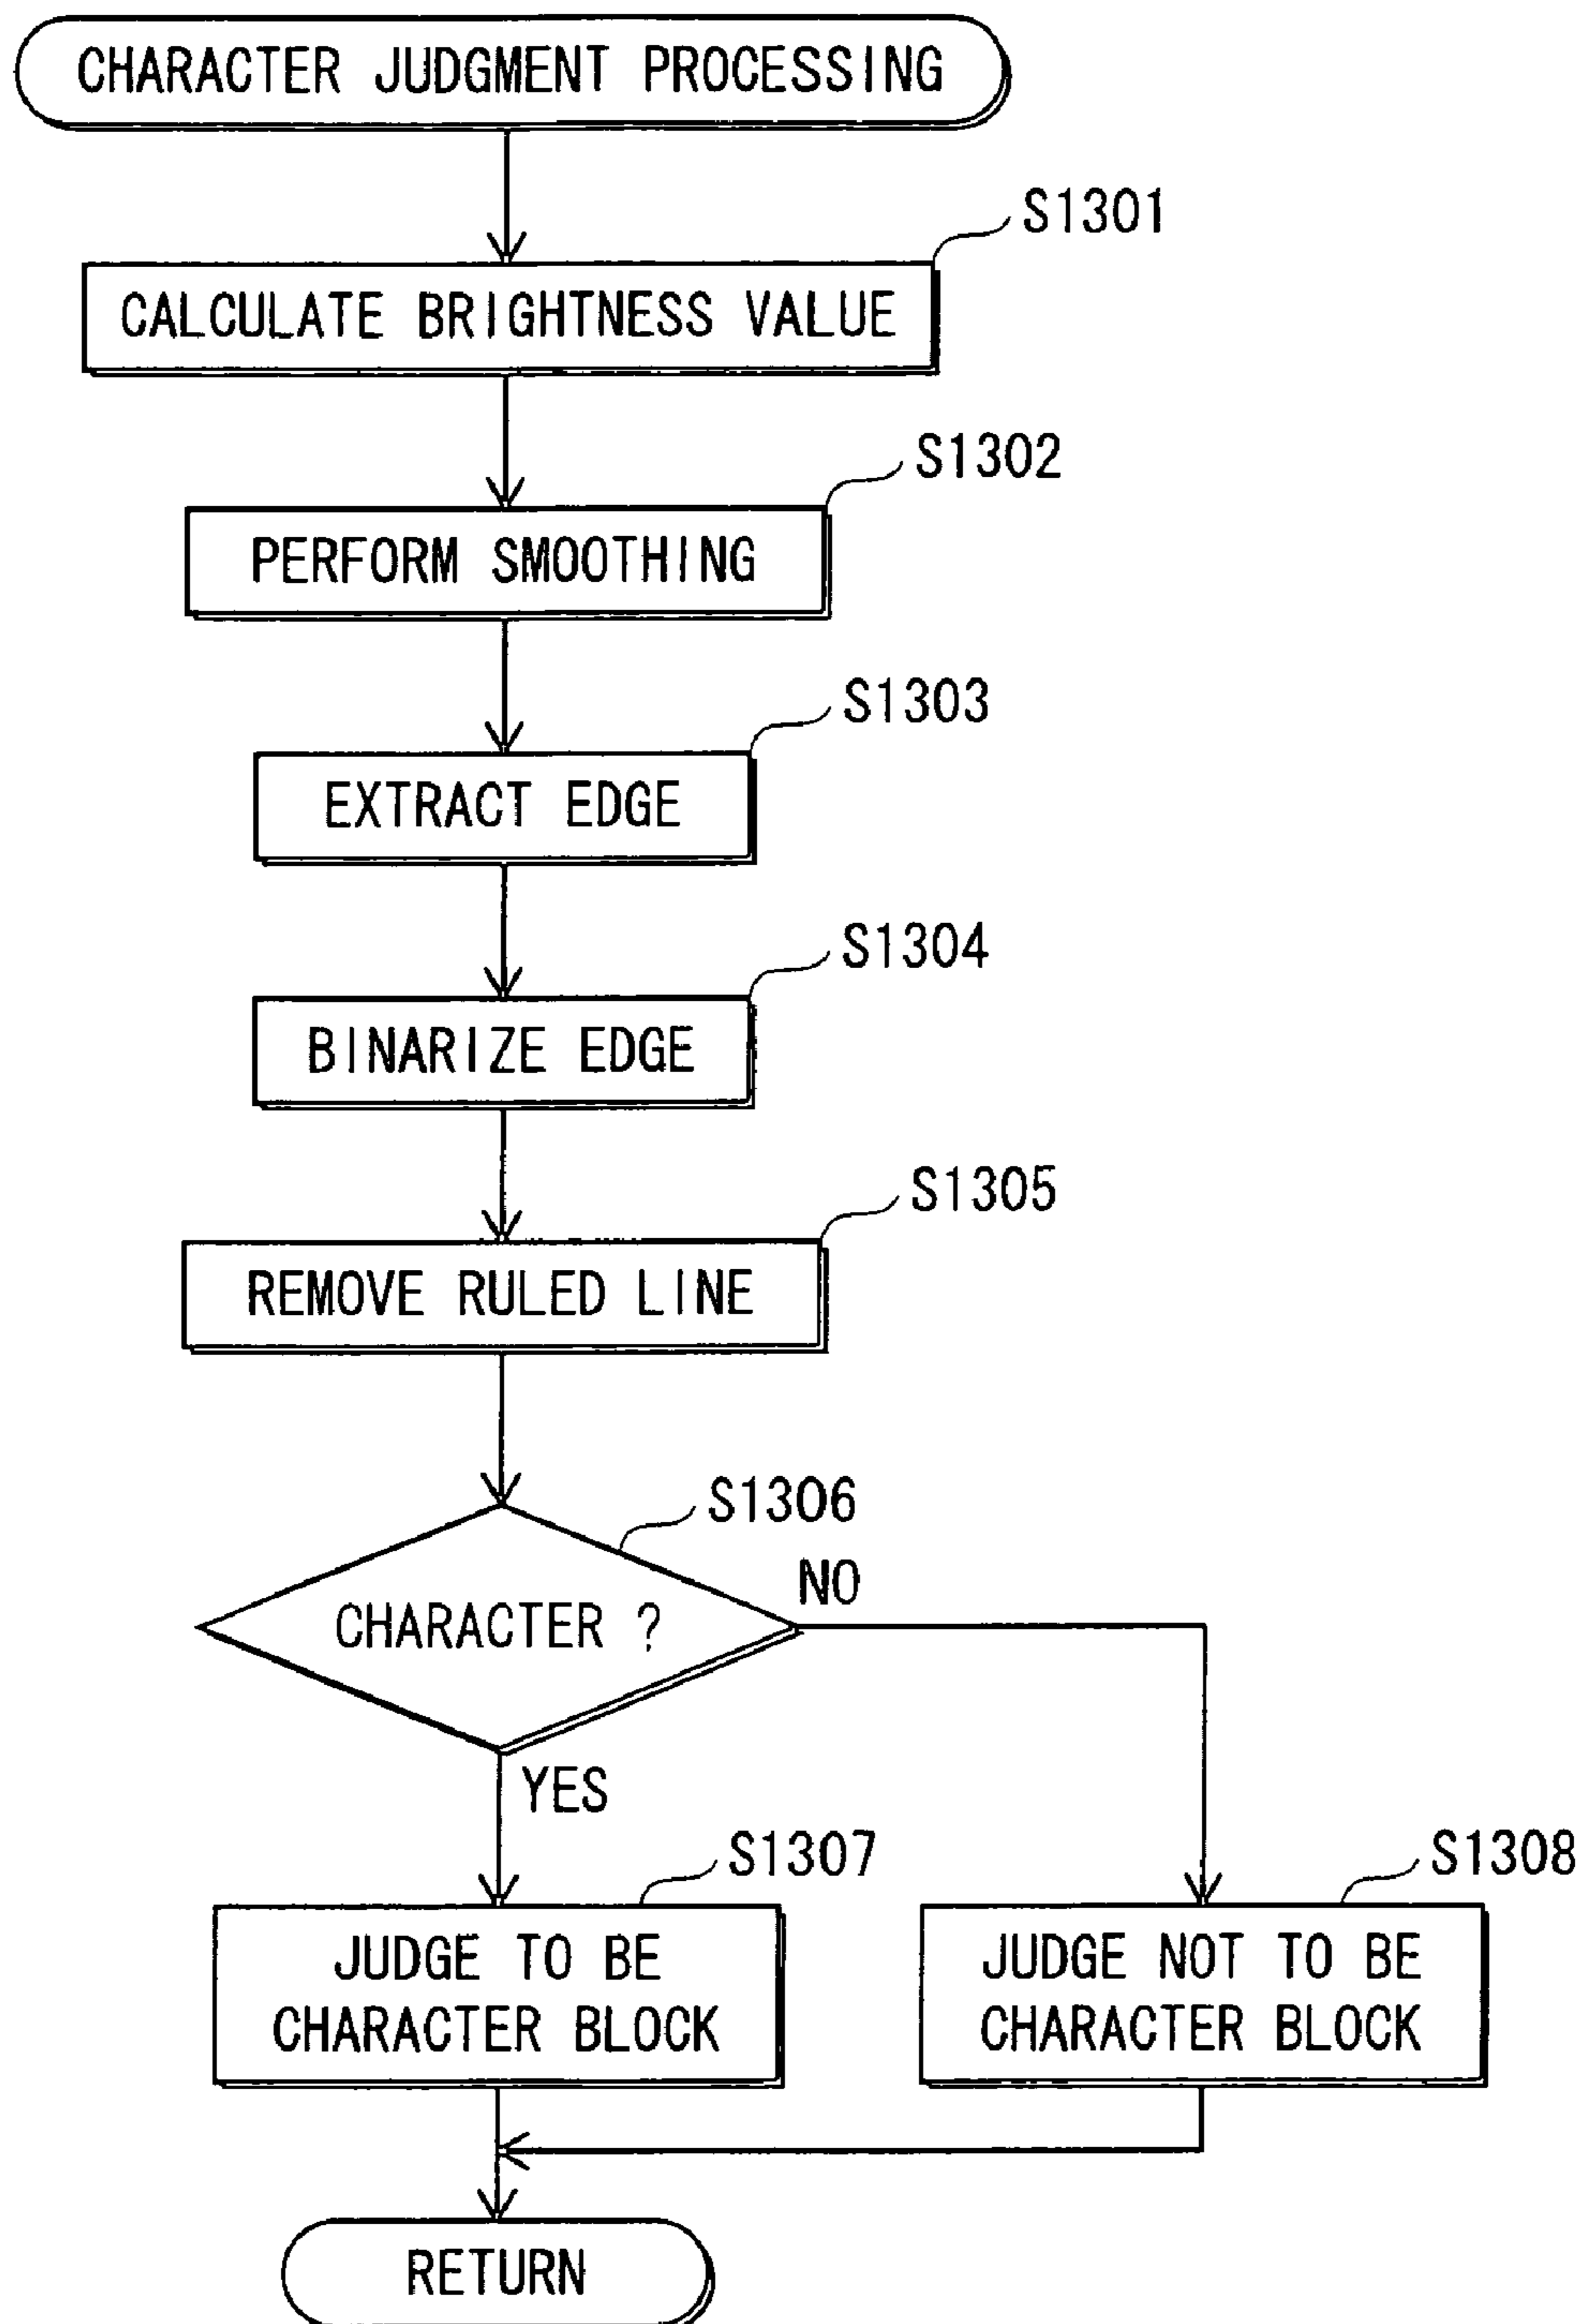 CHARACTER JUDGMENT PROCESSING
S1301
CALCULATE BRIGHTNESS VALUE
S1302
PERFORM SMOOTHING
S1303
EXTRACT EDGE
S1304
BINARIZE EDGE
S1305
REMOVE RULED LINE
S1306
NO
CHARACTER ?
YES
S1307
JUDGE TO BE
CHARACTER BLOCK
S1308
JUDGE NOT TO BE
CHARACTER BLOCK
RETURN